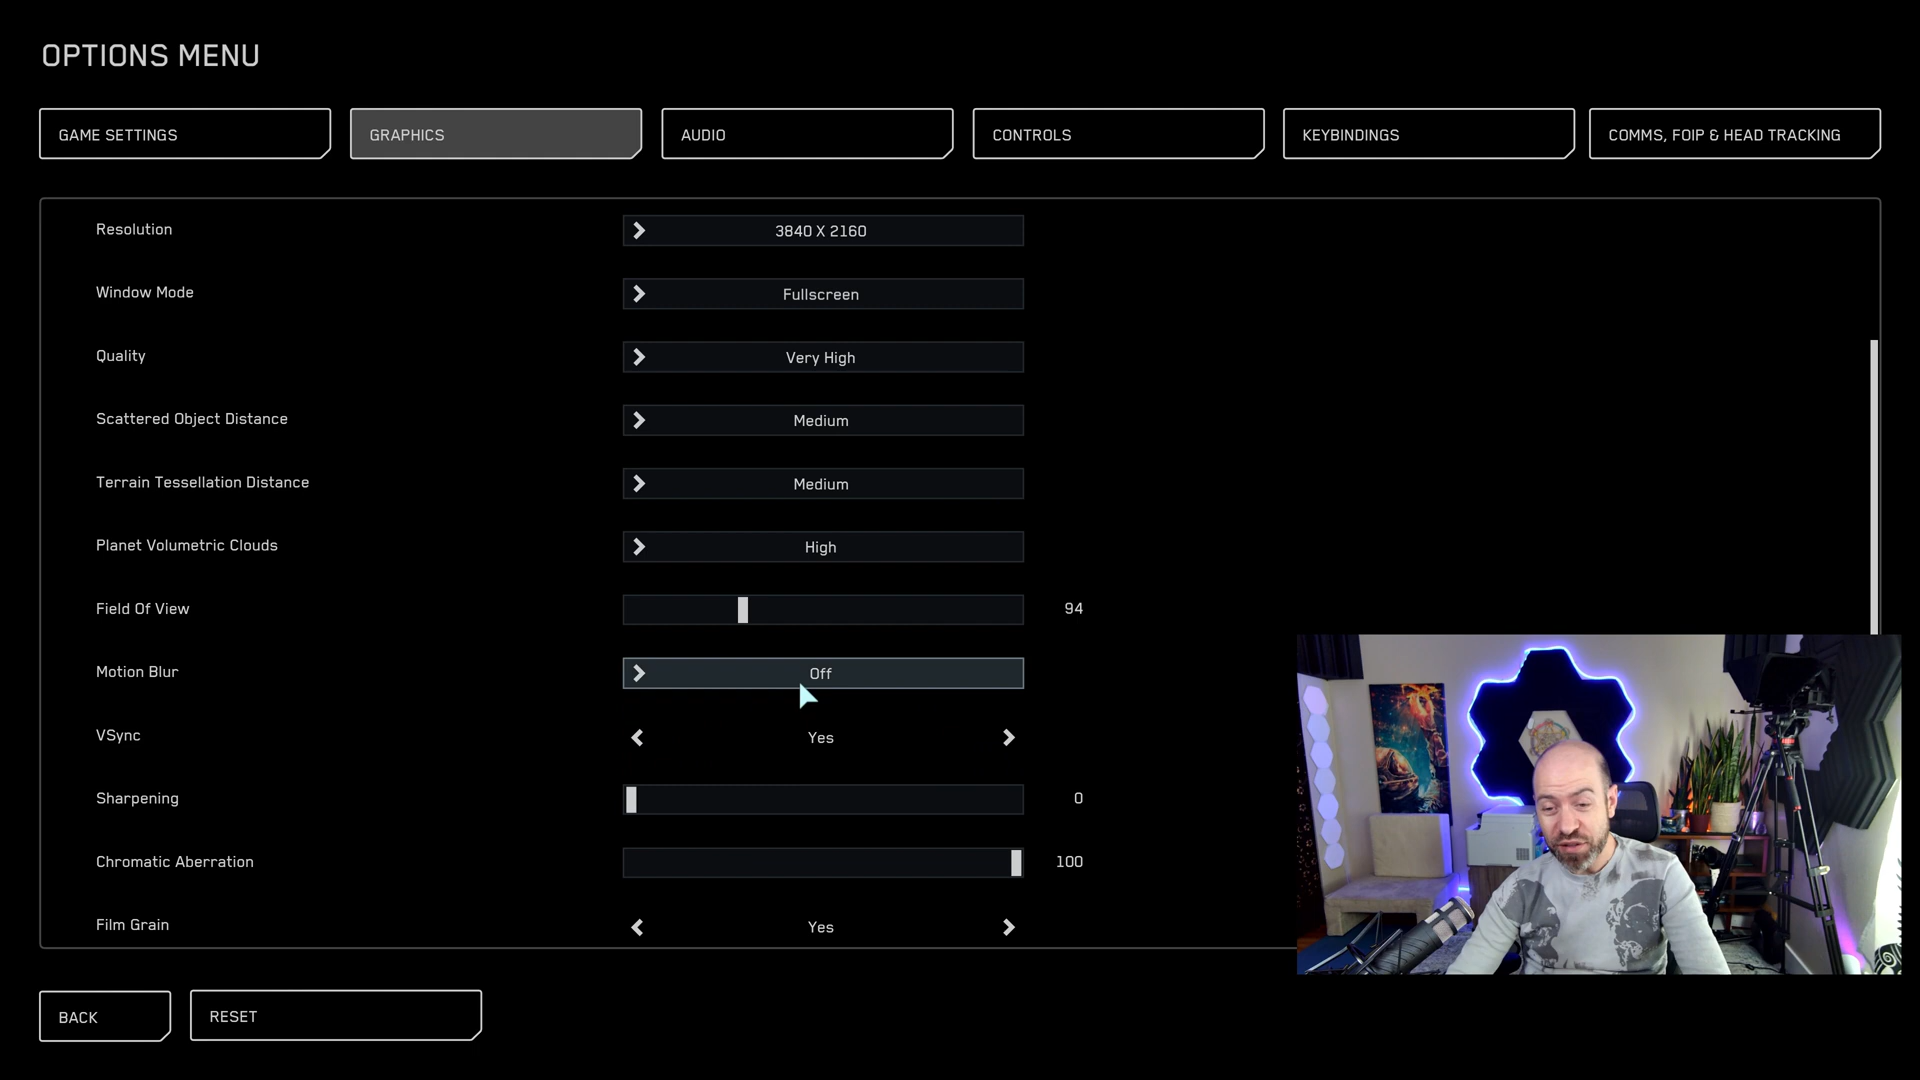 OPTIONS MENU
GAME SETTINGS
GRAPHICS
AUDIO
CONTROLS
KEYBINDINGS
COMMS, FOIP & HEAD TRACKING
Resolution
3840 X 2160
Window Mode
Fullscreen
Quality
Very High
Scattered Object Distance
Medium
Terrain Tessellation Distance
Medium
Planet Volumetric Clouds
High
Field Of View
94
Motion Blur
Off
VSync
Yes
Sharpening
0
Chromatic Aberration
100
Film Grain
Yes
BACK
RESET